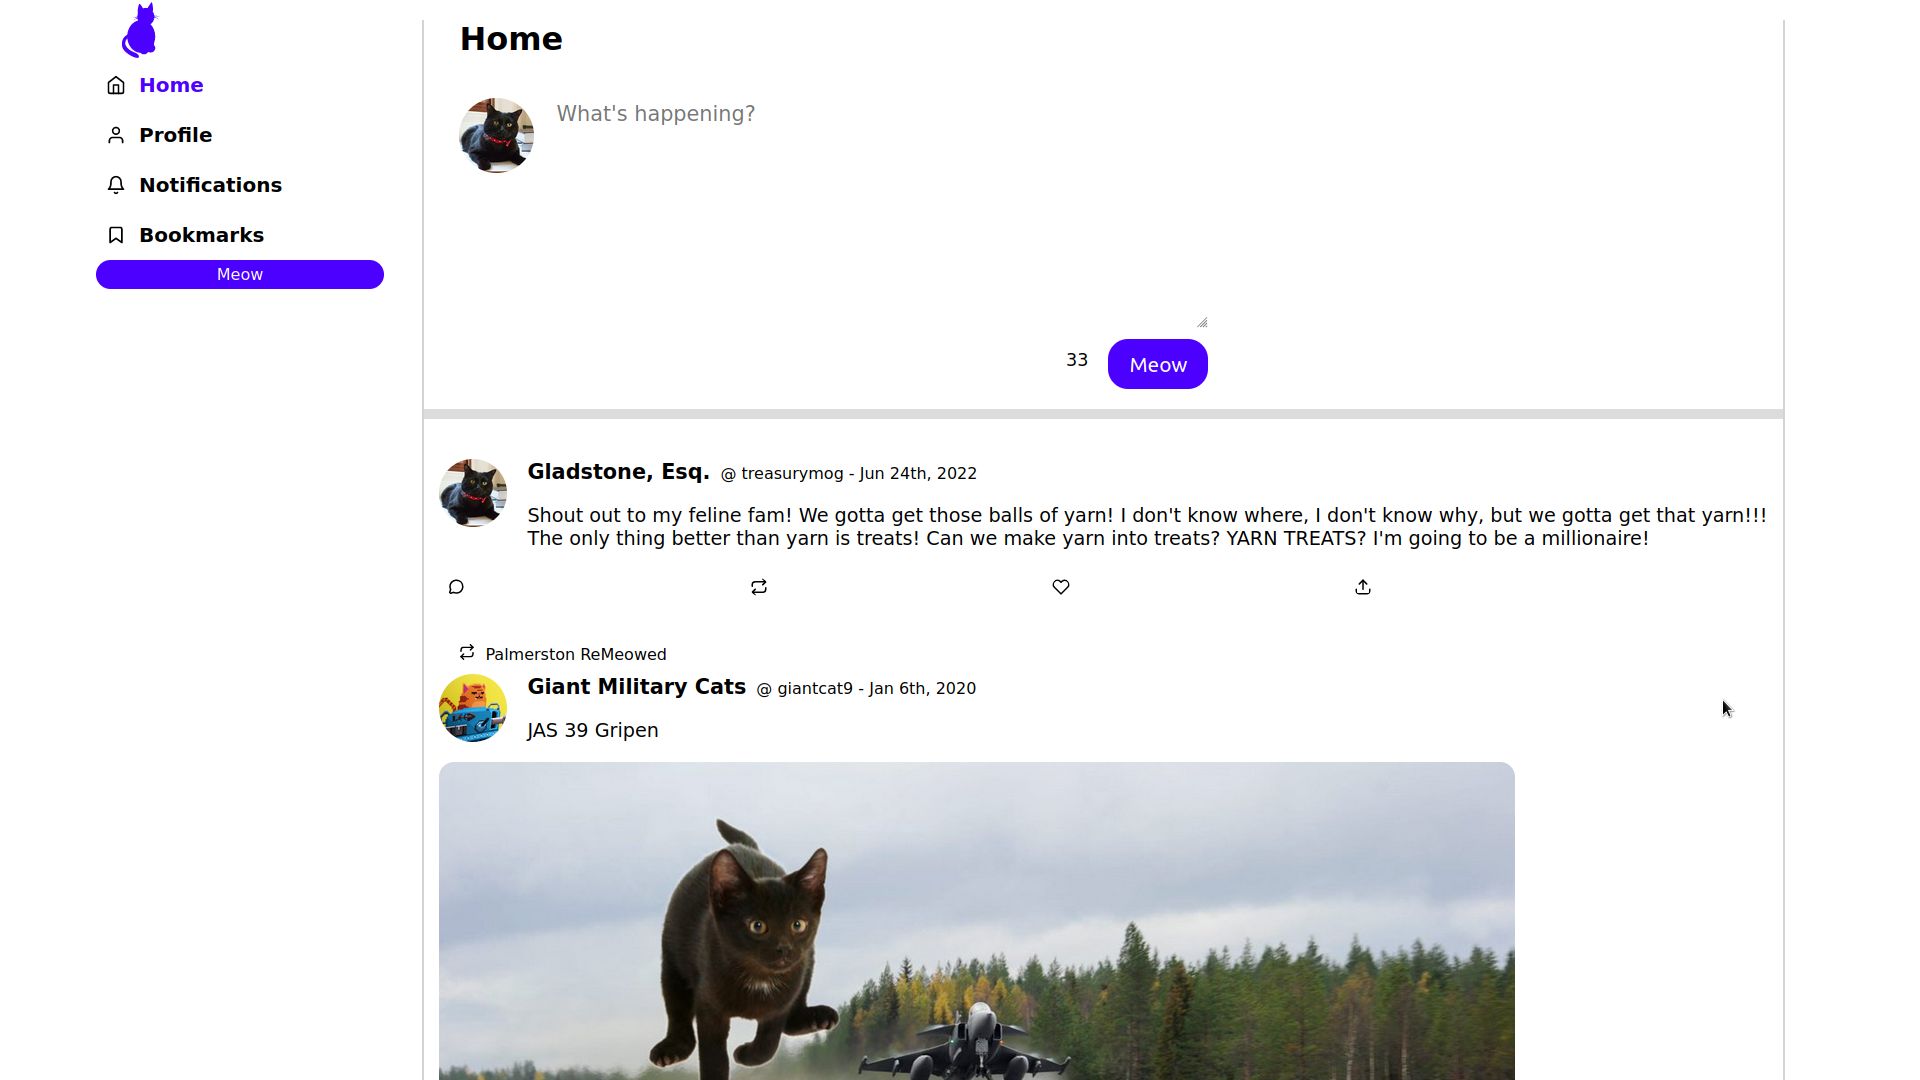 Home
Profile
Notifications
Bookmarks
Meow
Home
What's happening?
33
Meow
Gladstone, Esq. @ treasurymog - Jun 24th, 2022
Shout out to my feline fam! We gotta get those balls of yarn! I don't know where, I don't know why, but we gotta get that yarn!!!
The only thing better than yarn is treats! Can we make yarn into treats? YARN TREATS? I'm going to be a millionaire!
Palmerston ReMeowed
Giant Military Cats @ giantcat9 - Jan 6th, 2020
JAS 39 Gripen